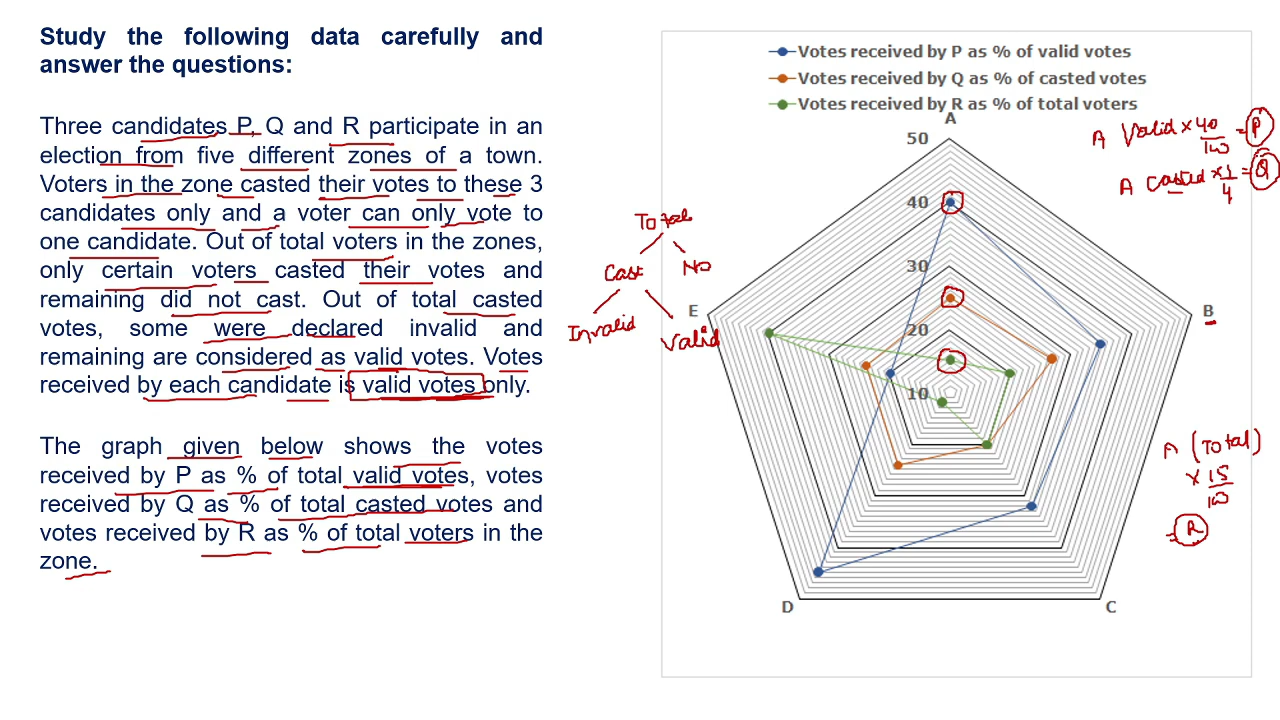 Study the following data carefully and
answer the questions:
Three candidates P, Q and R participate in an
election from five different zones of a town.
Voters in the zone casted their votes to these 3
candidates only and a voter can only vote to
one candidate. Out of total voters in the zones,
only certain voters casted their votes and
remaining did not cast. Out of total casted
votes, some were declared invalid and
remaining are considered as valid votes. Votes
received by each candidate is valid votes only.
The graph given below shows the votes
received by P as % of total valid votes, votes
received by Q as % of total casted votes and
votes received by R as % of total voters in the
zone.
Total
Cast No
Invalid Valid
Votes received by P as % of valid votes
Votes received by Q as % of casted votes
Votes received by R as % of total voters
A
50
40
30
20
10
E
B
D
C
A Valid × 40/100 = P
A Casted × 1/4 = Q
A (Total)
× 15/100
= R